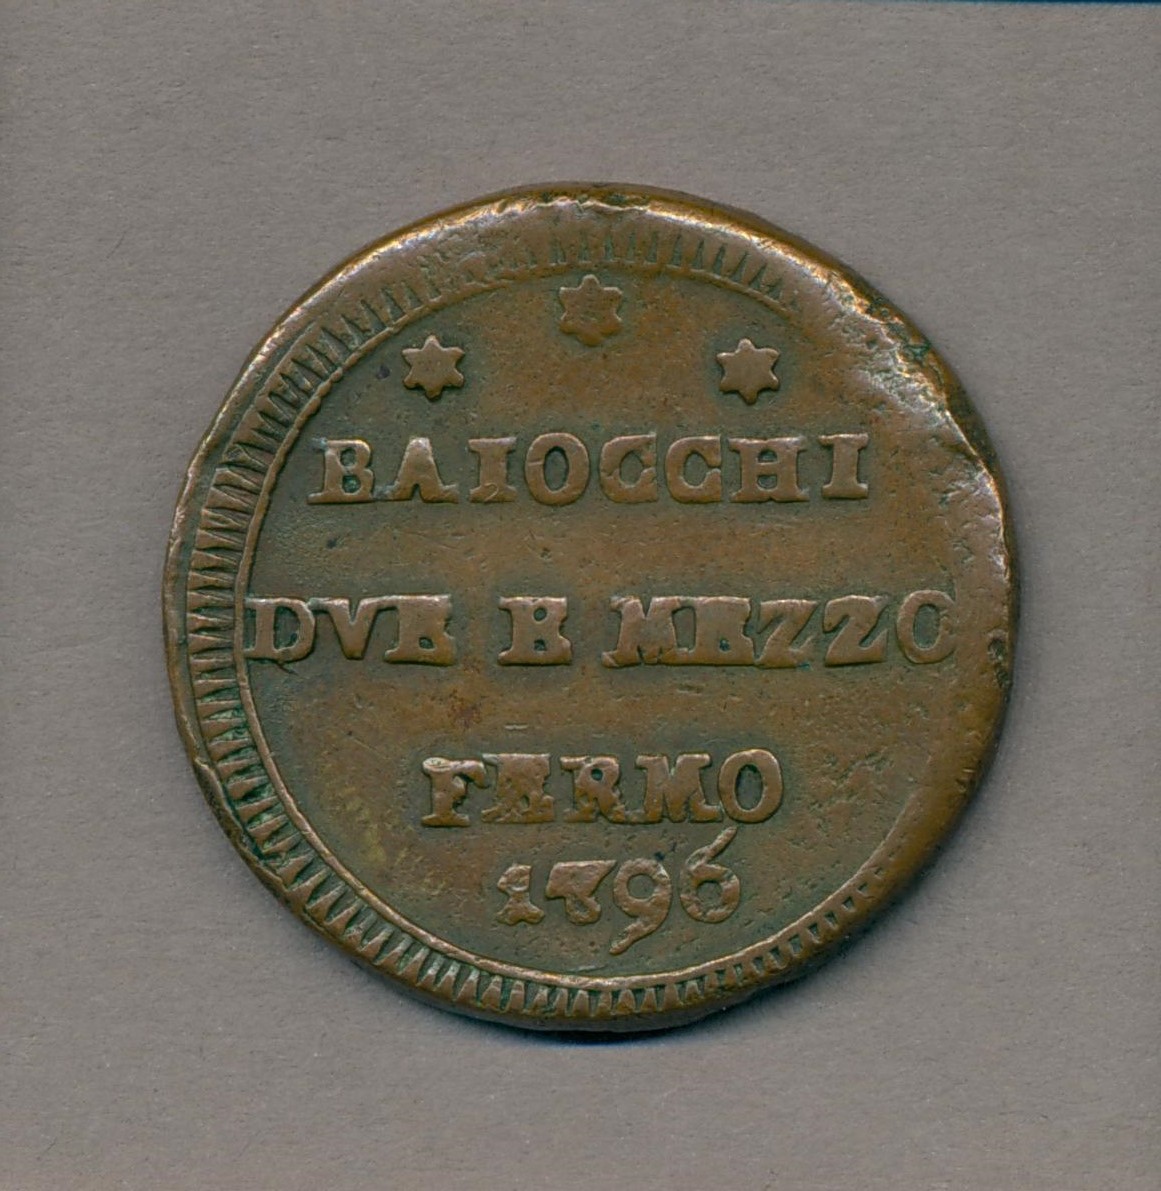 BAIOCCHI
DVE E MEZZO
FERMO
1796